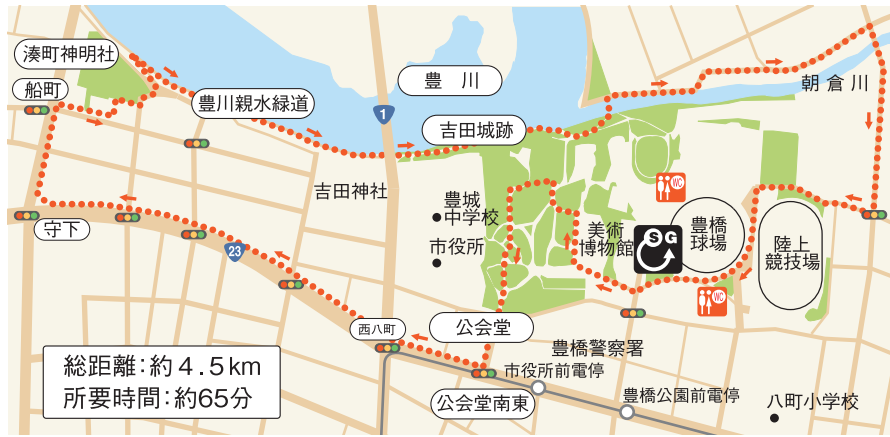 湊町神明社
船町
豊川親水緑道
1
豊 川
吉田城跡
朝倉川
吉田神社
豊城
中学校
市役所
美術
博物館
SG
WC
豊橋
球場
陸上
競技場
WC
守下
23
西八町
公会堂
豊橋警察署
市役所前電停
公会堂南東
豊橋公園前電停
八町小学校
総距離:約4.5km
所要時間:約65分